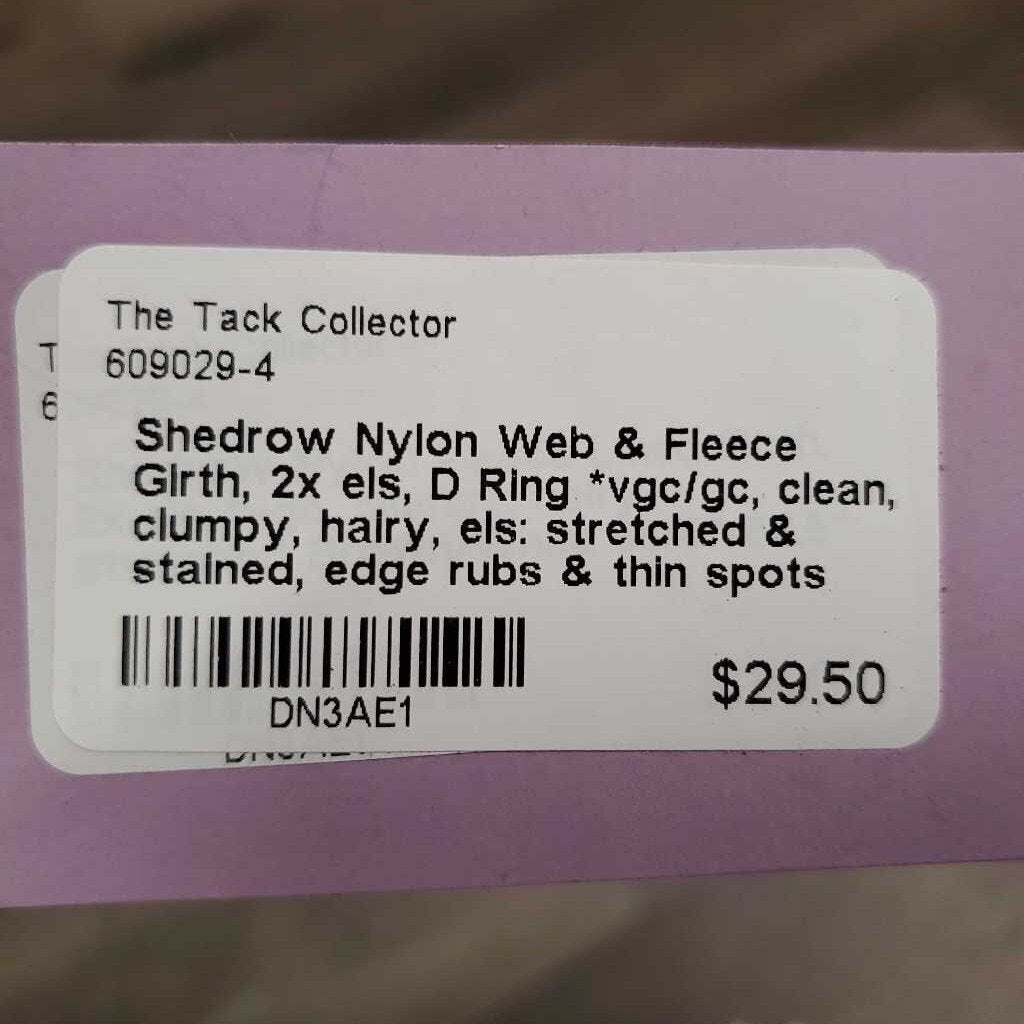 The Tack Collector
609029-4
Shedrow Nylon Web & Fleece
Girth, 2x els, D Ring *vgc/gc, clean,
clumpy, hairy, els: stretched &
stained, edge rubs & thin spots
DN3AE1
$29.50